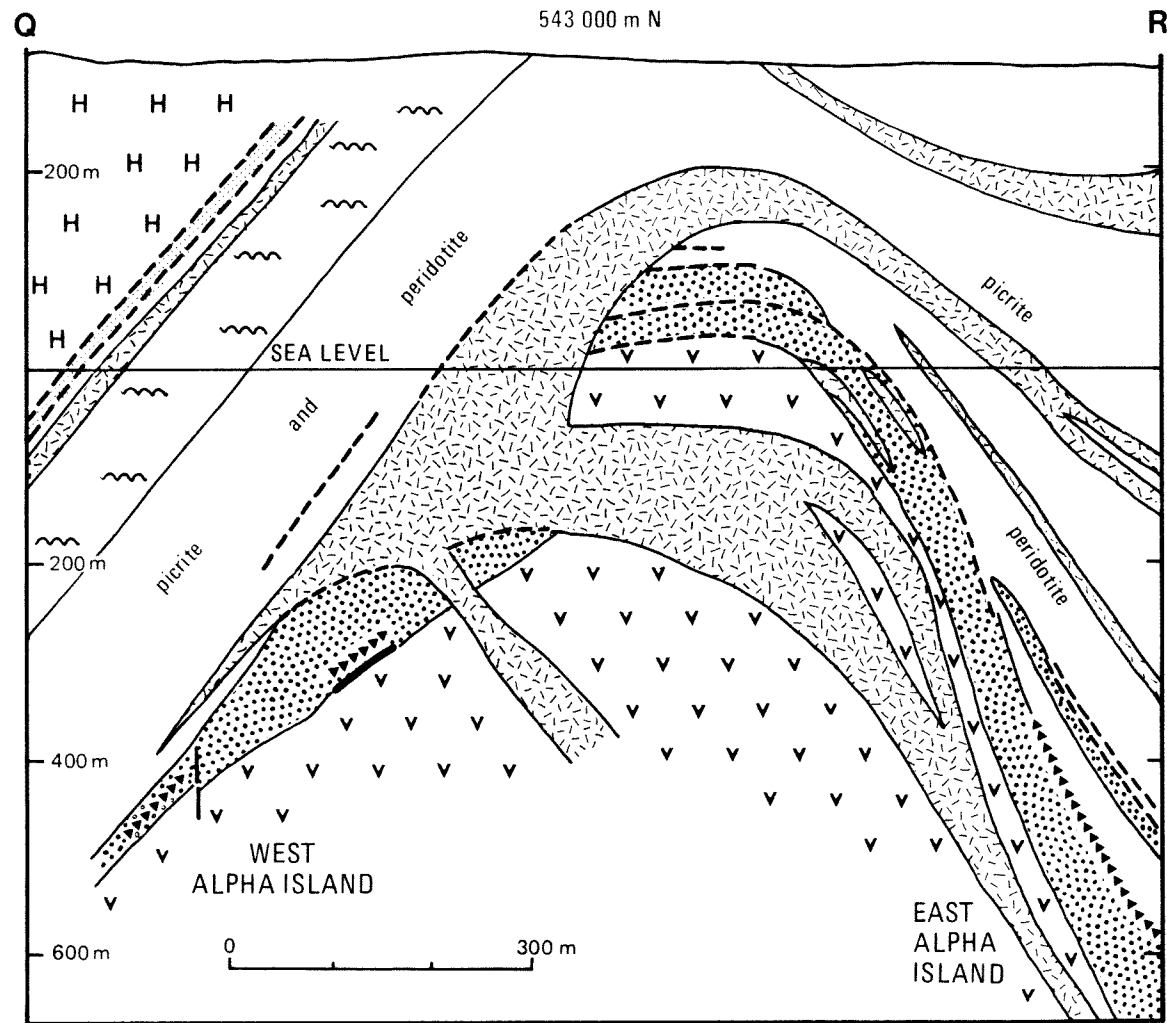 Q
543 000 m N
R
H H H
H H
H H
H H
H
200 m
peridotite
picrite
SEA LEVEL
and
picrite
peridotite
200 m
400 m
WEST
ALPHA ISLAND
EAST
ALPHA
ISLAND
600 m
0
300 m